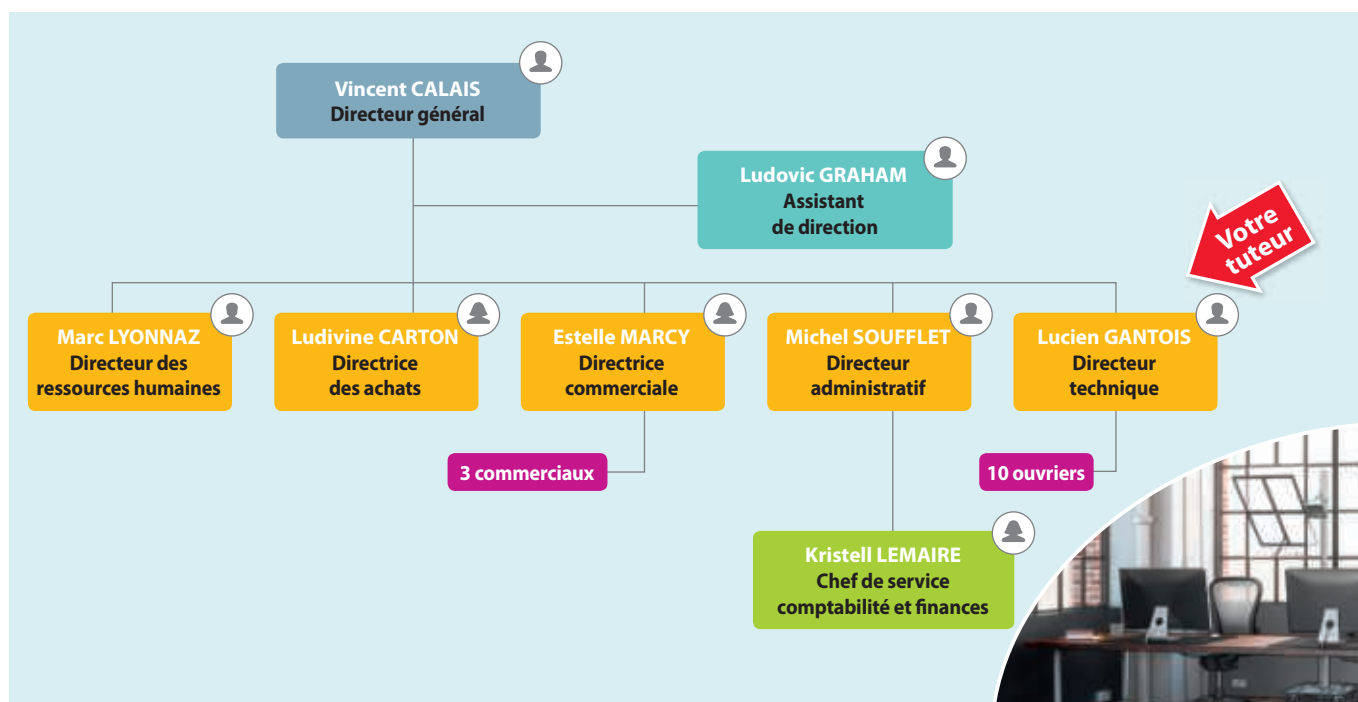 Vincent CALAIS
Directeur général
Ludovic GRAHAM
Assistant
de direction
Votre
tuteur
Marc LYONNAZ
Directeur des
ressources humaines
Ludivine CARTON
Directrice
des achats
Estelle MARCY
Directrice
commerciale
Michel SOUFFLET
Directeur
administratif
Lucien GANTOIS
Directeur
technique
3 commerciaux
10 ouvriers
Kristell LEMAIRE
Chef de service
comptabilité et finances